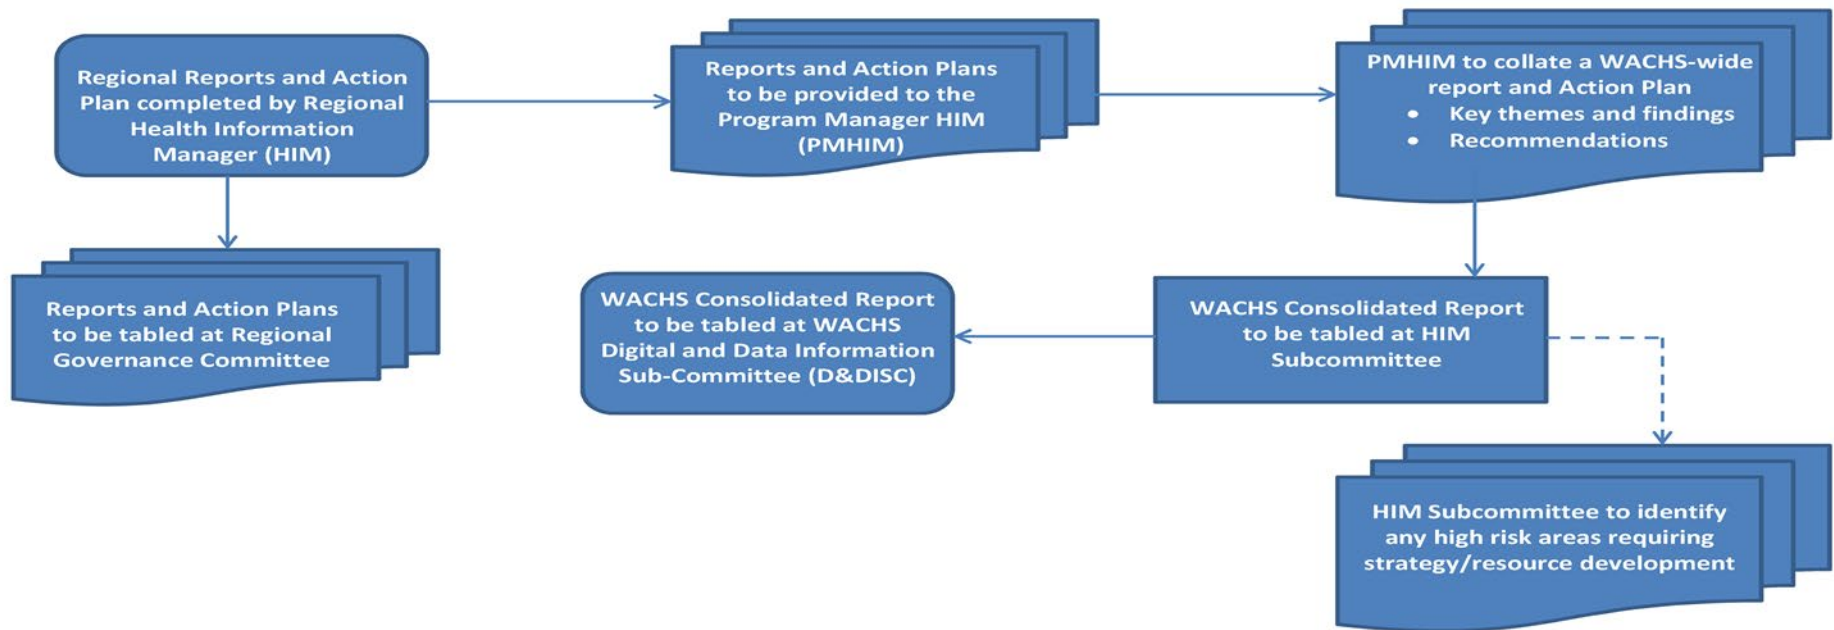 Regional Reports and Action
Plan completed by Regional
Health Information
Manager (HIM)
Reports and Action Plans
to be provided to the
Program Manager HIM
(PMHIM)
PMHIM to collate a WACHS-wide
report and Action Plan
• Key themes and findings
• Recommendations
Reports and Action Plans
to be tabled at Regional
Governance Committee
WACHS Consolidated Report
to be tabled at WACHS
Digital and Data Information
Sub-Committee (D&DISC)
WACHS Consolidated Report
to be tabled at HIM
Subcommittee
HIM Subcommittee to identify
any high risk areas requiring
strategy/resource development